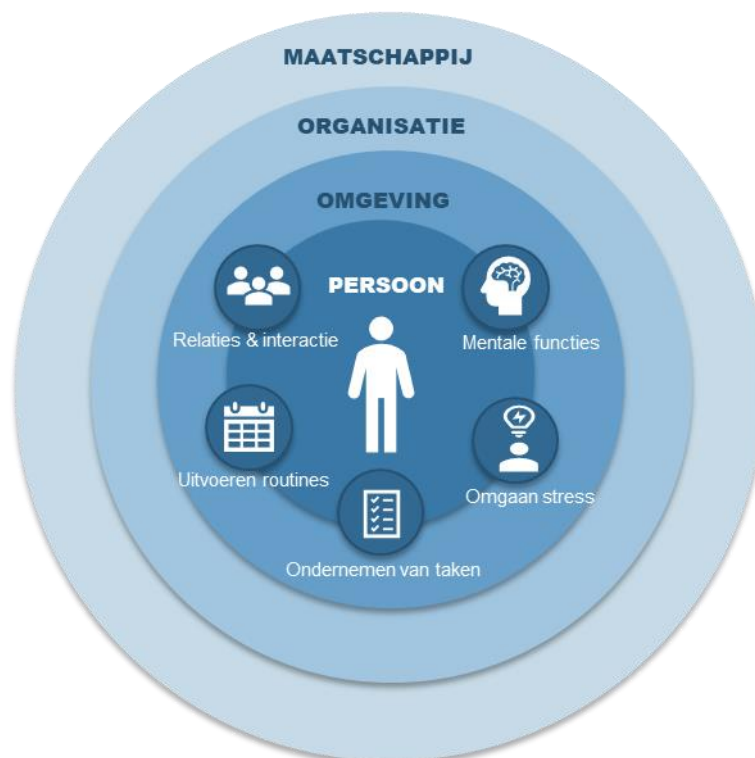 MAATSCHAPPIJ
ORGANISATIE
OMGEVING
PERSOON
Relaties & interactie
Mentale functies
Uitvoeren routines
Omgaan stress
Ondernemen van taken